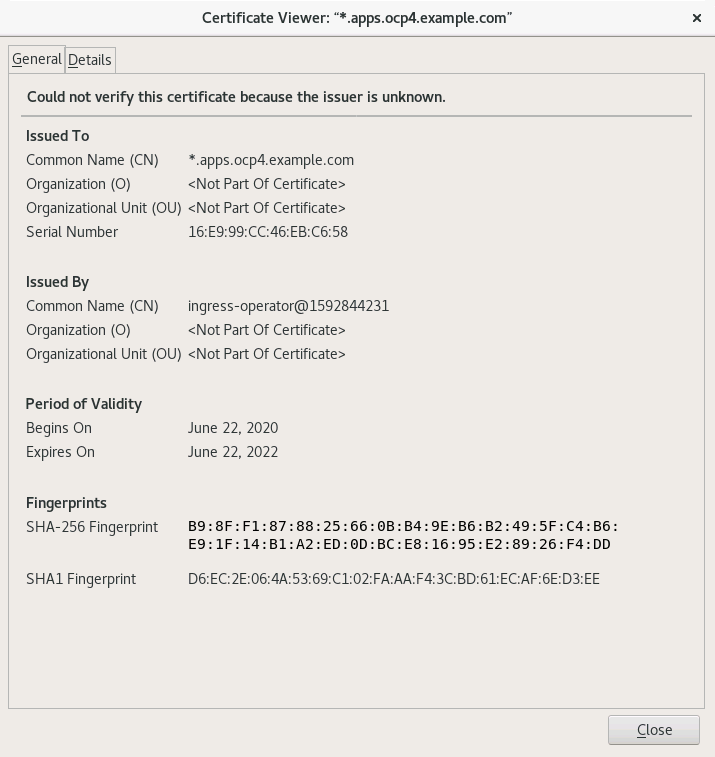 Certificate Viewer: “*.apps.ocp4.example.com”
×
General Details
Could not verify this certificate because the issuer is unknown.
Issued To
Common Name (CN) *.apps.ocp4.example.com
Organization (O) <Not Part Of Certificate>
Organizational Unit (OU) <Not Part Of Certificate>
Serial Number 16:E9:99:CC:46:EB:C6:58
Issued By
Common Name (CN) ingress-operator@1592844231
Organization (O) <Not Part Of Certificate>
Organizational Unit (OU) <Not Part Of Certificate>
Period of Validity
Begins On June 22, 2020
Expires On June 22, 2022
Fingerprints
SHA-256 Fingerprint B9:8F:F1:87:88:25:66:0B:B4:9E:B6:B2:49:5F:C4:B6:
E9:1F:14:B1:A2:ED:0D:BC:E8:16:95:E2:89:26:F4:DD
SHA1 Fingerprint D6:EC:2E:06:4A:53:69:C1:02:FA:AA:F4:3C:BD:61:EC:AF:6E:D3:EE
Close